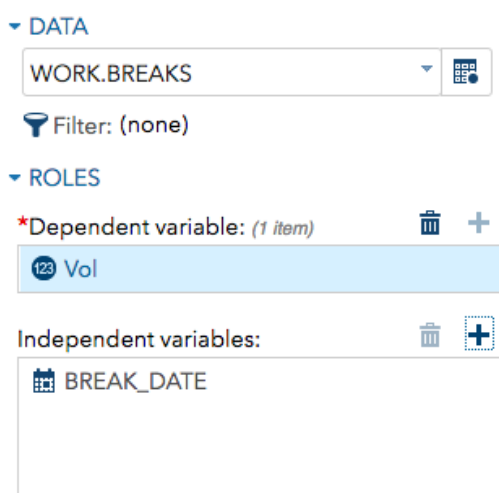 DATA
WORK.BREAKS
Filter: (none)
ROLES
*Dependent variable: (1 item)
123 Vol
Independent variables:
BREAK_DATE